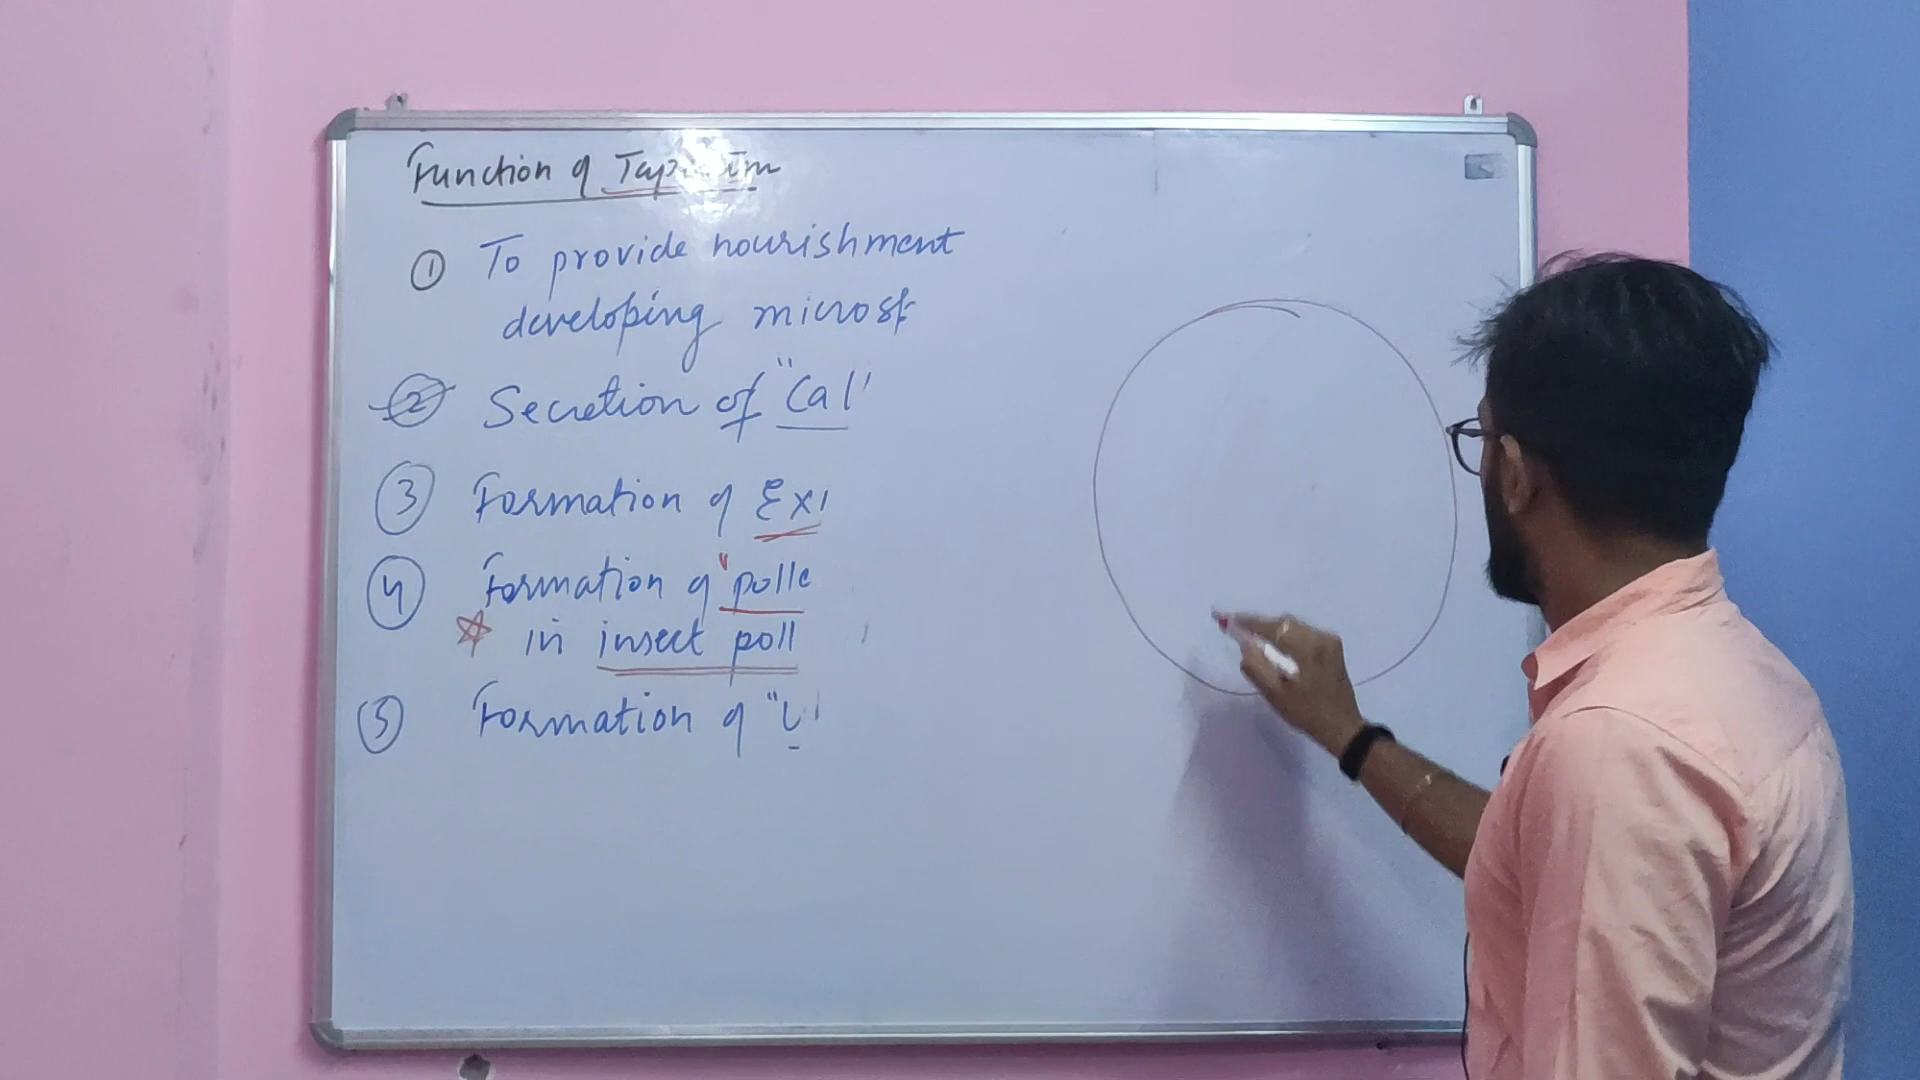 Function of
① To provide nourishment
developing microsp
② Secretion of "Cal
③ Formation of Exi
④ Formation of "polle
in insect poll
⑤ Formation of "U